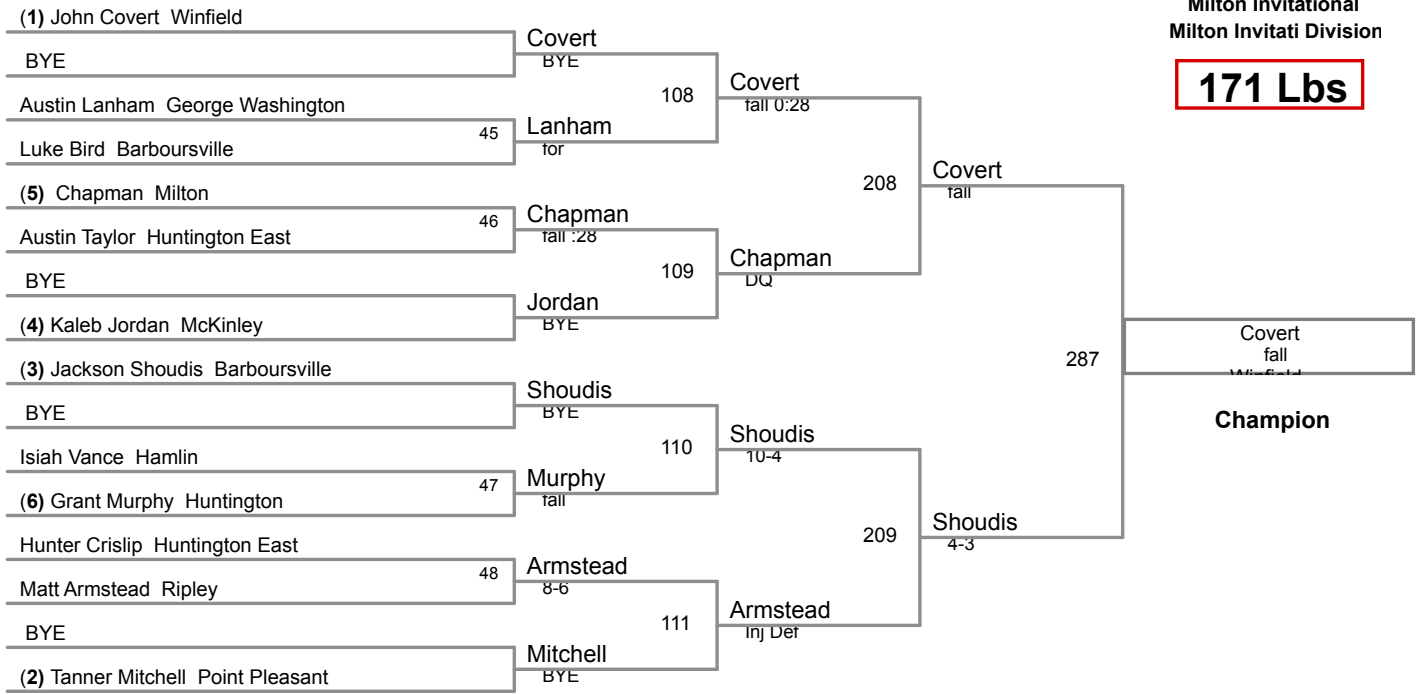 Milton Invitational
Milton Invitati Division
171 Lbs
(1) John Covert Winfield
BYE
Austin Lanham George Washington
Luke Bird Barboursville
(5) Chapman Milton
Austin Taylor Huntington East
BYE
(4) Kaleb Jordan McKinley
(3) Jackson Shoudis Barboursville
BYE
Isiah Vance Hamlin
(6) Grant Murphy Huntington
Hunter Crislip Huntington East
Matt Armstead Ripley
BYE
(2) Tanner Mitchell Point Pleasant
45
46
47
48
Covert
BYE
Lanham
for
Chapman
fall :28
Jordan
BYE
Shoudis
BYE
Murphy
fall
Armstead
8-6
Mitchell
BYE
108
109
110
111
Covert
fall 0:28
Chapman
DQ
Shoudis
10-4
Armstead
Inj Def
208
209
Covert
fall
Shoudis
4-3
287
Covert
fall
Winfield
Champion